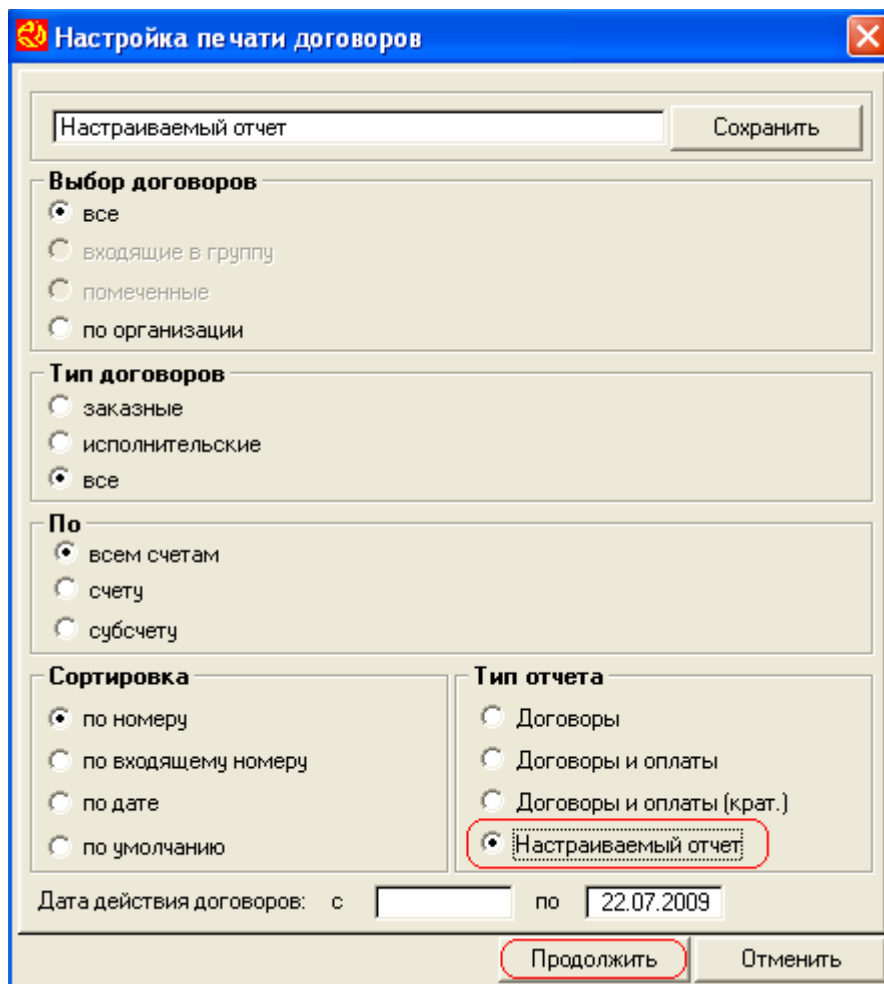 Настройка печати договоров
Настраиваемый отчет Сохранить
Выбор договоров
все
входящие в группу
помеченные
по организации
Тип договоров
заказные
исполнительские
все
По
всем счетам
счету
субсчету
Сортировка
по номеру
по входящему номеру
по дате
по умолчанию
Тип отчета
Договоры
Договоры и оплаты
Договоры и оплаты (крат.)
Настраиваемый отчет
Дата действия договоров: с по 22.07.2009
Продолжить Отменить